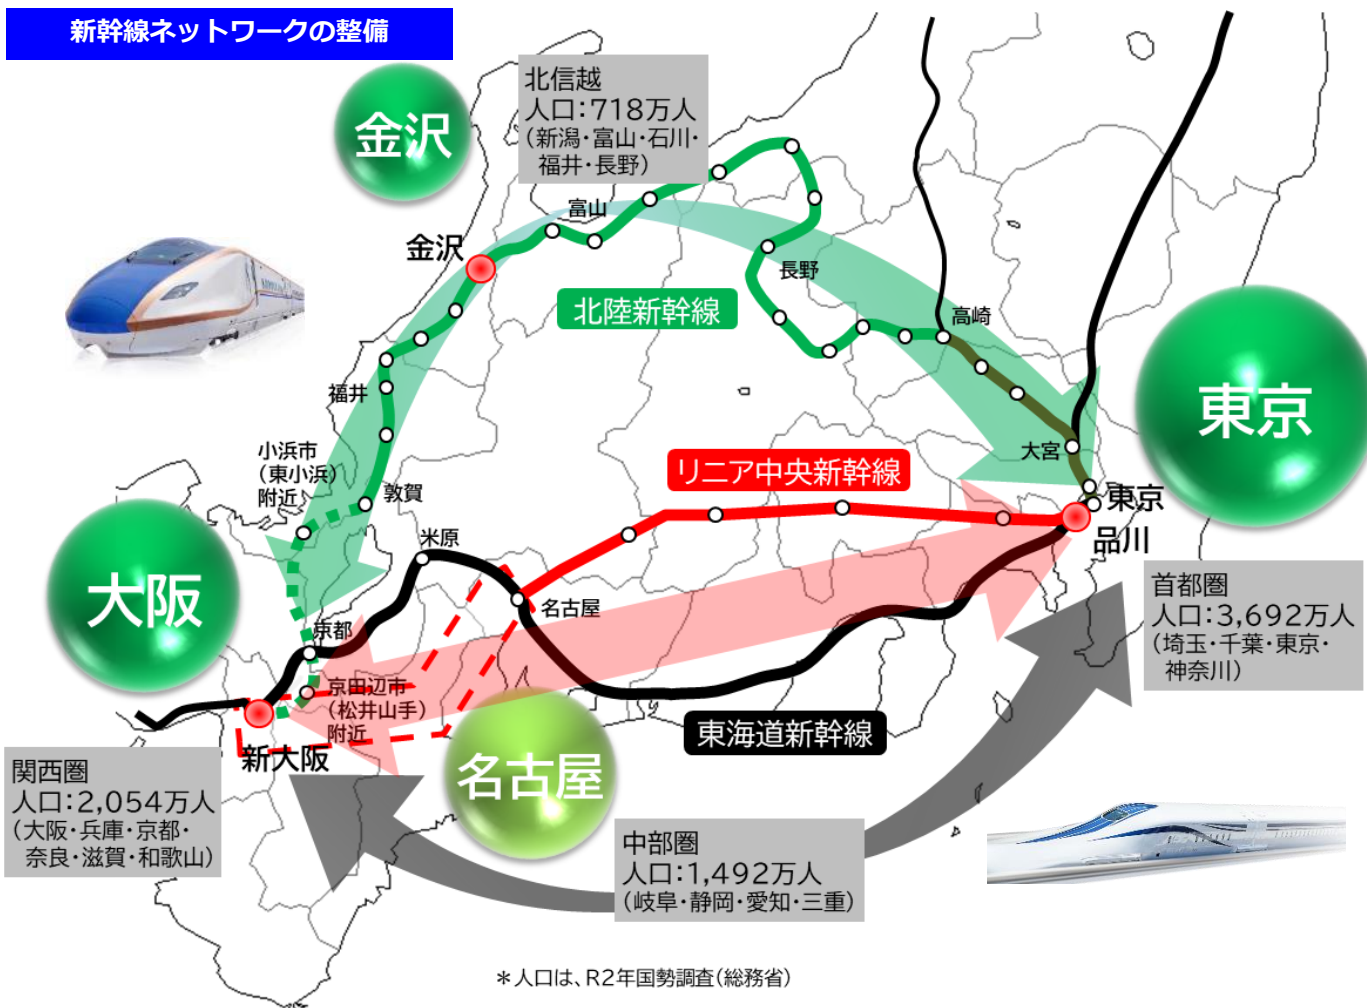 新幹線ネットワークの整備
金沢
北信越
人口：718万人
（新潟・富山・石川・
福井・長野）
富山
金沢
長野
北陸新幹線
高崎
福井
東京
小浜市
（東小浜）
附近
大宮
リニア中央新幹線
敦賀
東京
品川
米原
大阪
名古屋
首都圏
人口：3,692万人
（埼玉・千葉・東京・
神奈川）
京都
京田辺市
（松井山手）
附近
東海道新幹線
新大阪
名古屋
関西圏
人口：2,054万人
（大阪・兵庫・京都・
奈良・滋賀・和歌山）
中部圏
人口：1,492万人
（岐阜・静岡・愛知・三重）
＊人口は、R2年国勢調査（総務省）